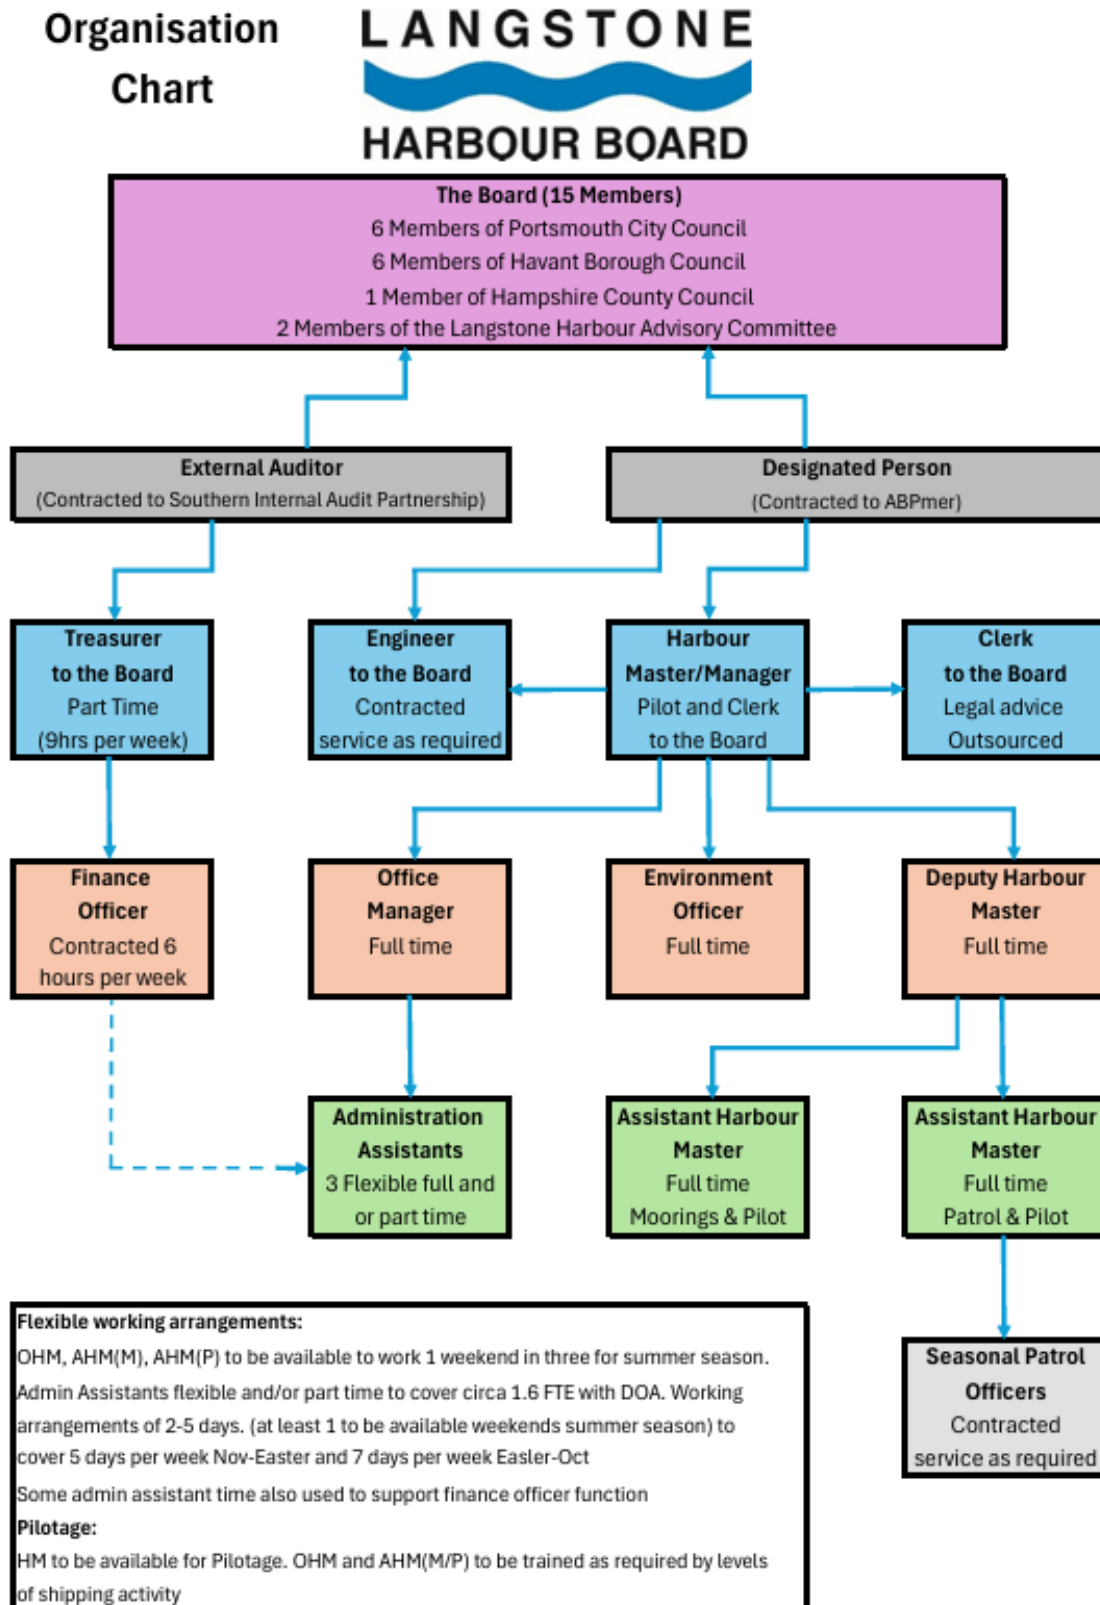 Organisation
Chart
LANGSTONE
HARBOUR BOARD
The Board (15 Members)
6 Members of Portsmouth City Council
6 Members of Havant Borough Council
1 Member of Hampshire County Council
2 Members of the Langstone Harbour Advisory Committee
External Auditor
(Contracted to Southern Internal Audit Partnership)
Designated Person
(Contracted to ABPmer)
Treasurer
to the Board
Part Time
(9hrs per week)
Engineer
to the Board
Contracted
service as required
Harbour
Master/Manager
Pilot and Clerk
to the Board
Clerk
to the Board
Legal advice
Outsourced
Finance
Officer
Contracted 6
hours per week
Office
Manager
Full time
Environment
Officer
Full time
Deputy Harbour
Master
Full time
Administration
Assistants
3 Flexible full and
or part time
Assistant Harbour
Master
Full time
Moorings & Pilot
Assistant Harbour
Master
Full time
Patrol & Pilot
Flexible working arrangements:
OHM, AHM(M), AHM(P) to be available to work 1 weekend in three for summer season.
Admin Assistants flexible and/or part time to cover circa 1.6 FTE with DOA. Working
arrangements of 2-5 days. (at least 1 to be available weekends summer season) to
cover 5 days per week Nov-Easter and 7 days per week Easler-Oct
Some admin assistant time also used to support finance officer function
Pilotage:
HM to be available for Pilotage. OHM and AHM(M/P) to be trained as required by levels
of shipping activity
Seasonal Patrol
Officers
Contracted
service as required